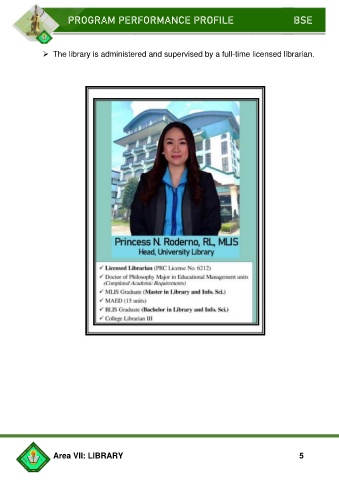 PROGRAM PERFORMANCE PROFILE BSE
➢ The library is administered and supervised by a full-time licensed librarian.
Princess N. Roderno, RL, MLIS
Head, University Library
✓ Licensed Librarian (PRC License No. 6212)
✓ Doctor of Philosophy Major in Educational Management units
(Completed Academic Requirements)
✓ MLIS Graduate (Master in Library and Info. Sci.)
✓ MAED (15 units)
✓ BLIS Graduate (Bachelor in Library and Info. Sci.)
✓ College Librarian III
Area VII: LIBRARY 5